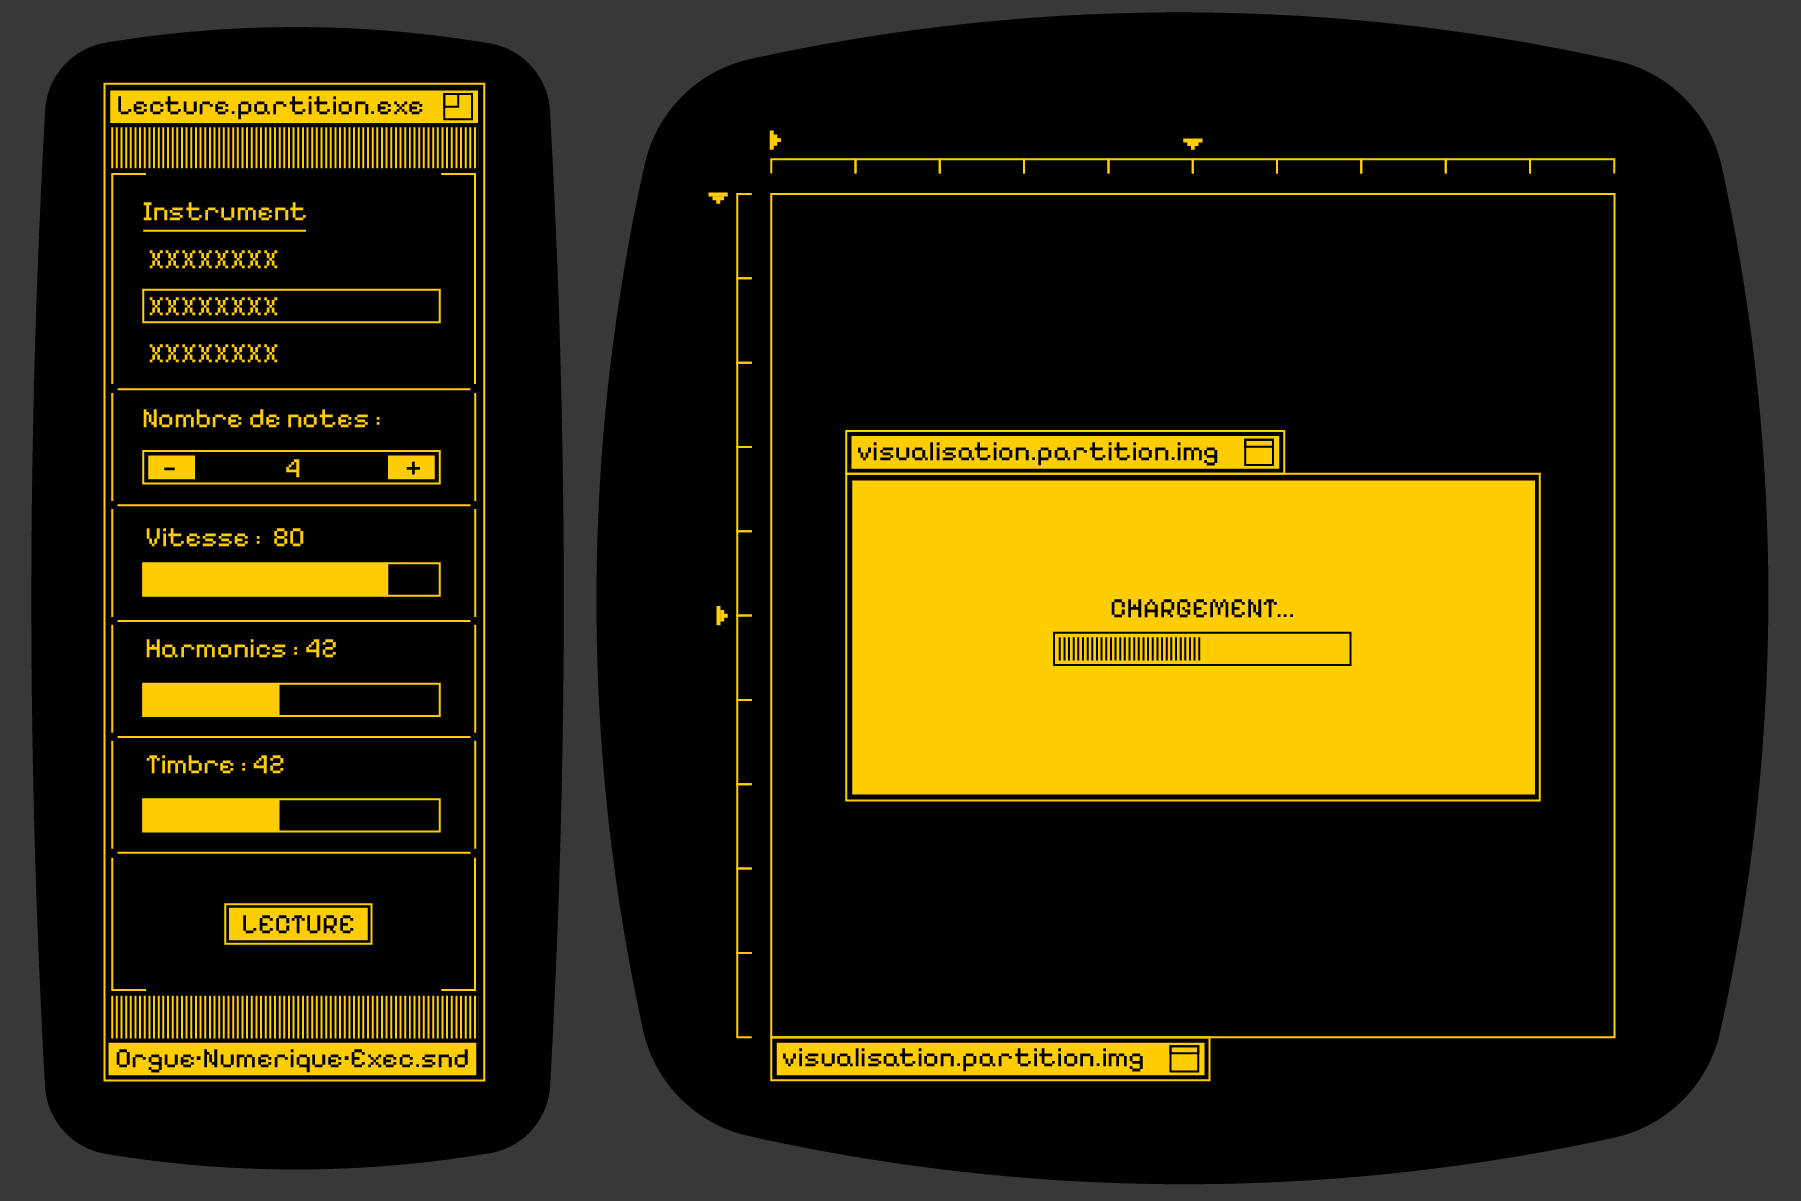 Lecture.partition.exe
Instrument
XXXXXXXX
XXXXXXXX
XXXXXXXX
Nombre de notes :
- 4 +
Vitesse : 80
Harmonics : 42
Timbre : 42
LECTURE
Orgue·Numerique·Exec.snd
visualisation.partition.img
CHARGEMENT...
visualisation.partition.img